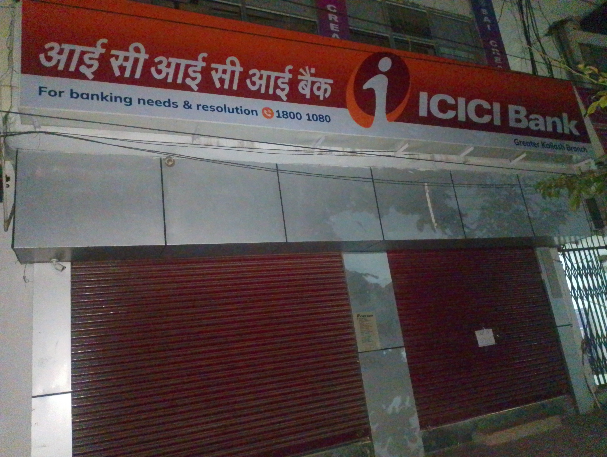 आई सी आई सी आई बैंक
ICICI Bank
For banking needs & resolution 1800 1080
Greater Kailash Branch